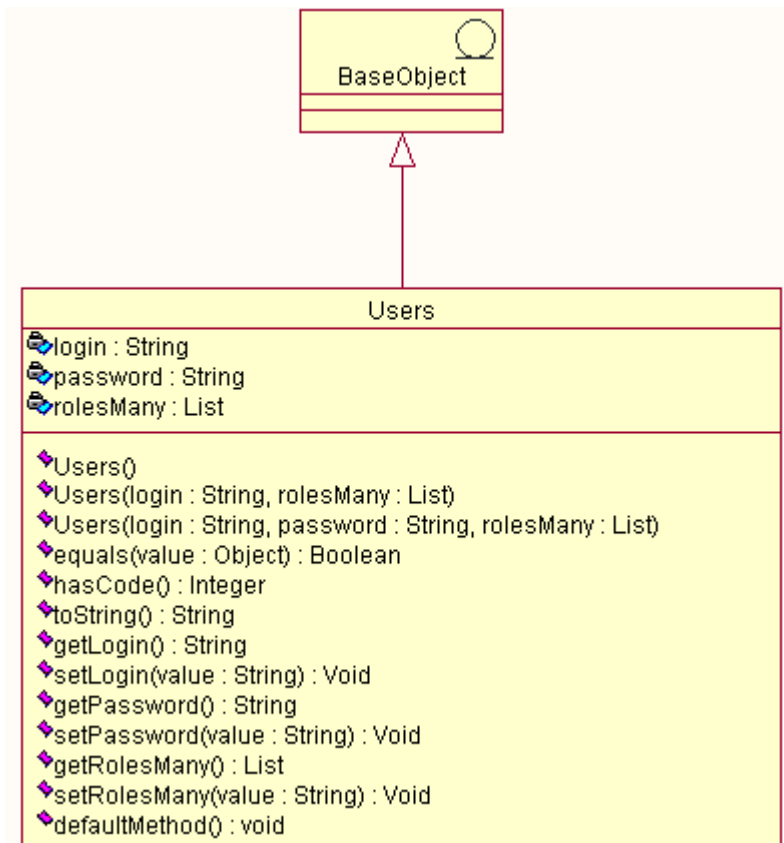 BaseObject
Users
login : String
password : String
rolesMany : List
Users()
Users(login : String, rolesMany : List)
Users(login : String, password : String, rolesMany : List)
equals(value : Object) : Boolean
hasCode() : Integer
toString() : String
getLogin() : String
setLogin(value : String) : Void
getPassword() : String
setPassword(value : String) : Void
getRolesMany() : List
setRolesMany(value : String) : Void
defaultMethod() : void